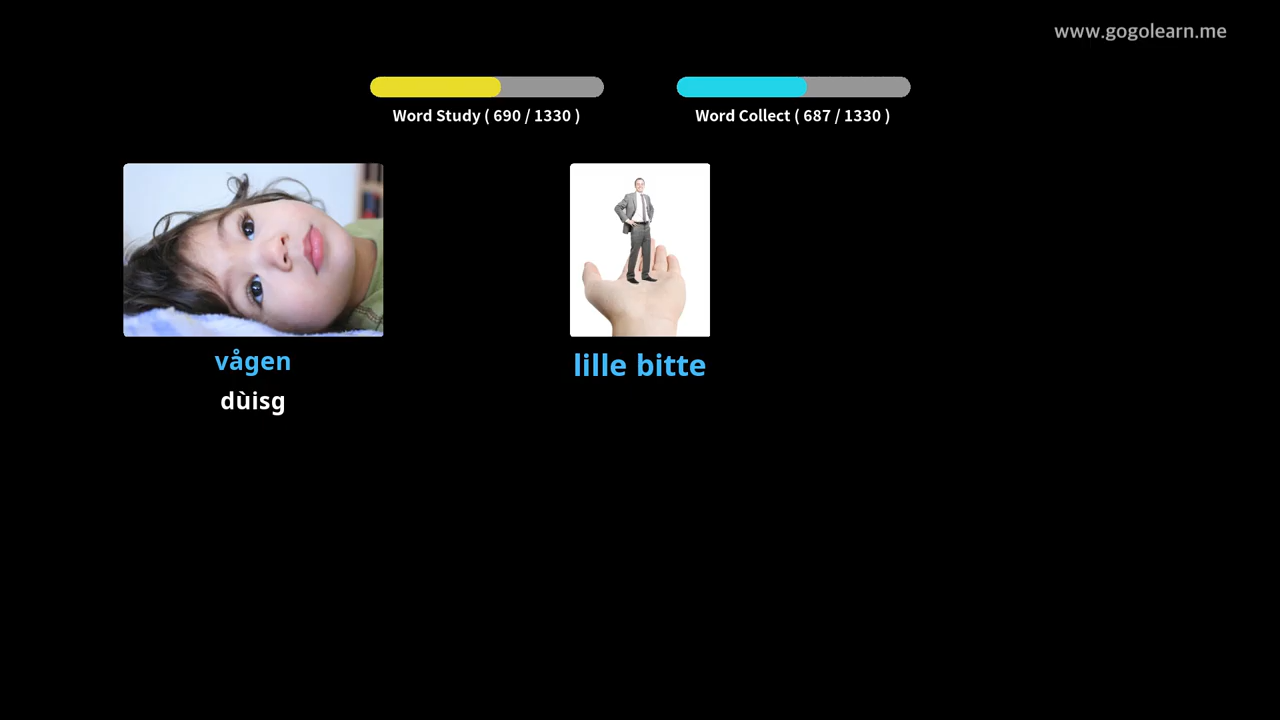 www.gogolearn.me
Word Study ( 690 / 1330 )
Word Collect ( 687 / 1330 )
vågen
dùisg
lille bitte